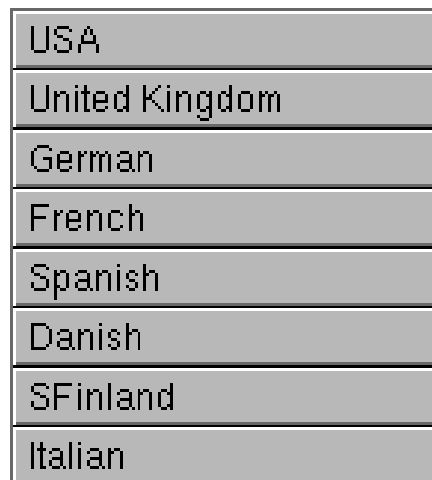 USA
United Kingdom
German
French
Spanish
Danish
SFinland
Italian